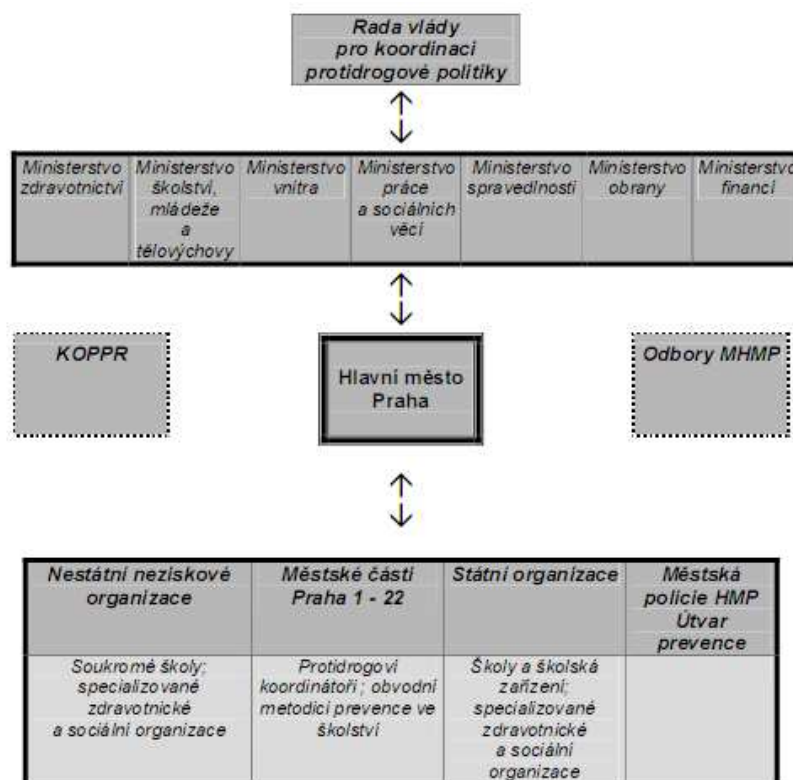 Rada vlády
pro koordinaci
protidrogové politiky
Ministerstvo
zdravotnictví
Ministerstvo
školství,
mládeže
a
tělovýchovy
Ministerstvo
vnitra
Ministerstvo
práce
a sociálních
věcí
Ministerstvo
spravedlnosti
Ministerstvo
obrany
Ministerstvo
financí
KOPPR
Hlavní město
Praha
Odbory MHMP
Nestátní neziskové
organizace
Městské části
Praha 1 - 22
Státní organizace
Městská
policie HMP
Útvar
prevence
Soukromé školy;
specializované
zdravotnické
a sociální organizace
Protidrogoví
koordinátoři; obvodní
metodici prevence ve
školství
Školy a školská
zařízení;
specializované
zdravotnické
a sociální
organizace